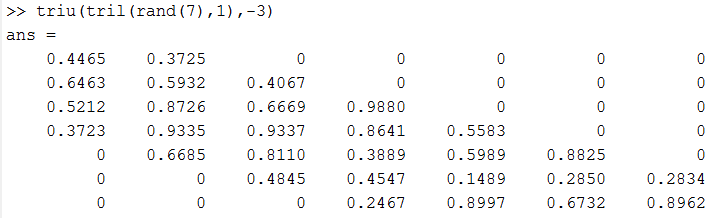 >> triu(tril(rand(7),1),-3)
ans =
0.4465 0.3725 0 0 0 0 0
0.6463 0.5932 0.4067 0 0 0 0
0.5212 0.8726 0.6669 0.9880 0 0 0
0.3723 0.9335 0.9337 0.8641 0.5583 0 0
0 0.6685 0.8110 0.3889 0.5989 0.8825 0
0 0 0.4845 0.4547 0.1489 0.2850 0.2834
0 0 0 0.2467 0.8997 0.6732 0.8962